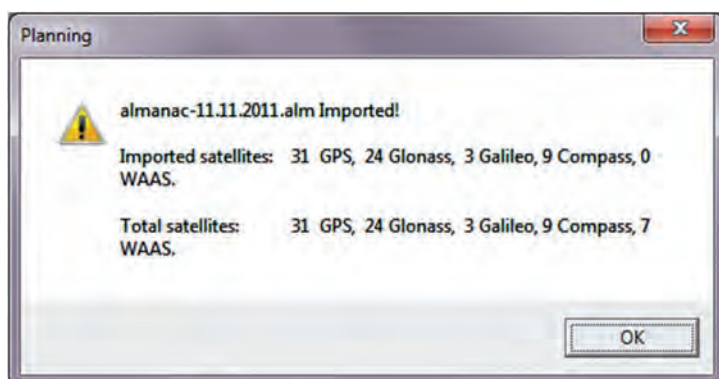 Planning
almanac-11.11.2011.alm Imported!
Imported satellites: 31 GPS, 24 Glonass, 3 Galileo, 9 Compass, 0
WAAS.
Total satellites: 31 GPS, 24 Glonass, 3 Galileo, 9 Compass, 7
WAAS.
OK